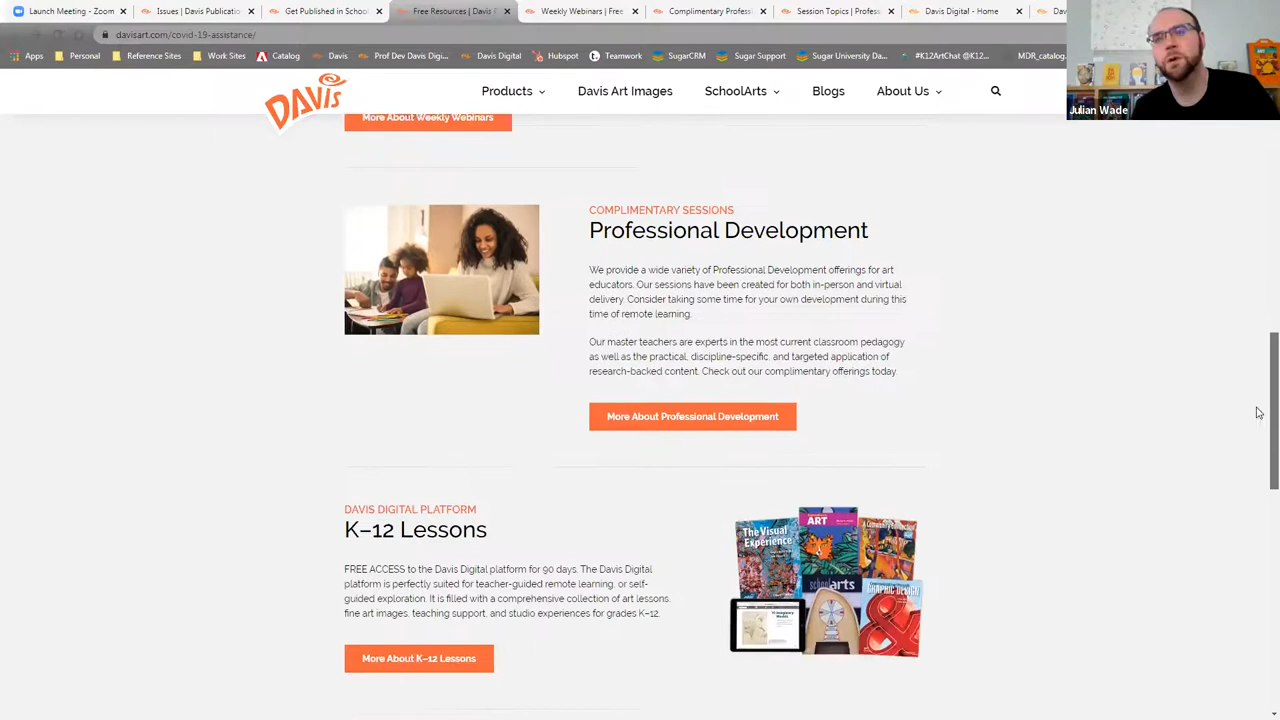 Launch Meeting - Zoom
Issues | Davis Publicatio
Get Published in School
Free Resources | Davis P
Weekly Webinars | Free
Complimentary Profess
Session Topics | Profess
Davis Digital - Home
Dav
davisart.com/covid-19-assistance/
Apps
Personal
Reference Sites
Catalog
Davis
Prof Dev Davis Digi...
Davis Digital
Hubspot
Teamwork
SugarCRM
Sugar Support
Sugar University Da...
#K12ArtChat @K12...
MDR_catalog
Julian Wade
DAVIS
Products
Davis Art Images
SchoolArts
Blogs
About Us
More About Weekly Webinars
COMPLIMENTARY SESSIONS
Professional Development
We provide a wide variety of Professional Development offerings for art
educators. Our sessions have been created for both in-person and virtual
delivery. Consider taking some time for your own development during this
time of remote learning.
Our master teachers are experts in the most current classroom pedagogy
as well as the practical, discipline-specific, and targeted application of
research-backed content. Check out our complimentary offerings today.
More About Professional Development
DAVIS DIGITAL PLATFORM
K–12 Lessons
FREE ACCESS to the Davis Digital platform for 90 days. The Davis Digital
platform is perfectly suited for teacher-guided remote learning, or self-
guided exploration. It is filled with a comprehensive collection of art lessons,
fine art images, teaching support, and studio experiences for grades K–12.
More About K–12 Lessons
The Visual
Experience
ART
A Community Connection
schoolarts
GRAPHIC DESIGN
&